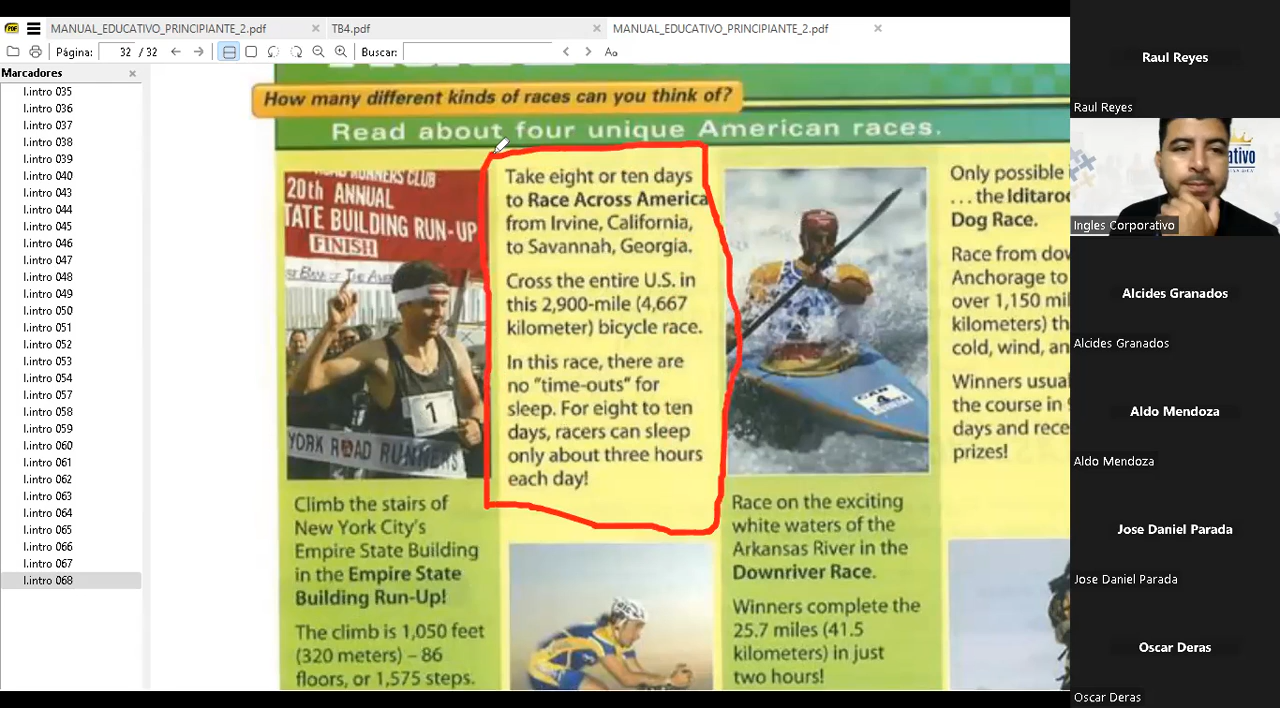 MANUAL_EDUCATIVO_PRINCIPIANTE_2.pdf
TB4.pdf
MANUAL_EDUCATIVO_PRINCIPIANTE_2.pdf
Página: 32 / 32
Buscar:
Aa
Marcadores
I.intro 035
I.intro 036
I.intro 037
I.intro 038
I.intro 039
I.intro 040
I.intro 043
I.intro 044
I.intro 045
I.intro 046
I.intro 047
I.intro 048
I.intro 049
I.intro 050
I.intro 051
I.intro 052
I.intro 053
I.intro 054
I.intro 057
I.intro 058
I.intro 059
I.intro 060
I.intro 061
I.intro 062
I.intro 063
I.intro 064
I.intro 065
I.intro 066
I.intro 067
I.intro 068
How many different kinds of races can you think of?
Read about four unique American races.
RUNNERS CLUB
20th ANNUAL
TATE BUILDING RUN-UP
FINISH
1
YORK ROAD RUNNERS
Climb the stairs of
New York City's
Empire State Building
in the Empire State
Building Run-Up!
The climb is 1,050 feet
(320 meters) – 86
floors, or 1,575 steps.
Take eight or ten days
to Race Across America
from Irvine, California,
to Savannah, Georgia.
Cross the entire U.S. in
this 2,900-mile (4,667
kilometer) bicycle race.
In this race, there are
no "time-outs" for
sleep. For eight to ten
days, racers can sleep
only about three hours
each day!
4
Race on the exciting
white waters of the
Arkansas River in the
Downriver Race.
Winners complete the
25.7 miles (41.5
kilometers) in just
two hours!
Only possible
. . . the Iditaro
Dog Race.
Race from do
Anchorage to
over 1,150 mi
kilometers) th
cold, wind, an
Winners usua
the course in
days and rece
prizes!
Raul Reyes
Raul Reyes
ativo
Ingles Corporativo
Alcides Granados
Alcides Granados
Aldo Mendoza
Aldo Mendoza
Jose Daniel Parada
Jose Daniel Parada
Oscar Deras
Oscar Deras